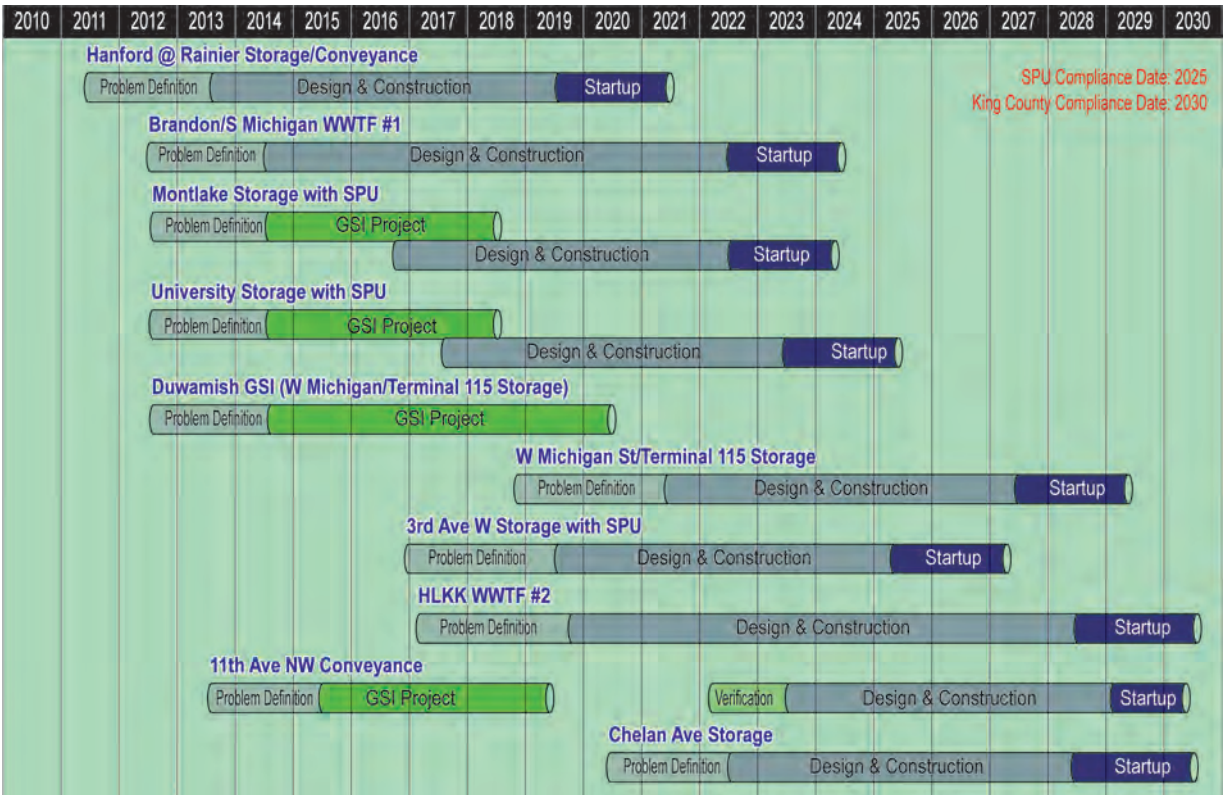 2010 2011 2012 2013 2014 2015 2016 2017 2018 2019 2020 2021 2022 2023 2024 2025 2026 2027 2028 2029 2030
Hanford @ Rainier Storage/Conveyance
Problem Definition Design & Construction Startup
SPU Compliance Date: 2025
King County Compliance Date: 2030
Brandon/S Michigan WWTF #1
Problem Definition Design & Construction Startup
Montlake Storage with SPU
Problem Definition GSI Project
Design & Construction Startup
University Storage with SPU
Problem Definition GSI Project
Design & Construction Startup
Duwamish GSI (W Michigan/Terminal 115 Storage)
Problem Definition GSI Project
W Michigan St/Terminal 115 Storage
Problem Definition Design & Construction Startup
3rd Ave W Storage with SPU
Problem Definition Design & Construction Startup
HLKK WWTF #2
Problem Definition Design & Construction Startup
11th Ave NW Conveyance
Problem Definition GSI Project Verification Design & Construction Startup
Chelan Ave Storage
Problem Definition Design & Construction Startup